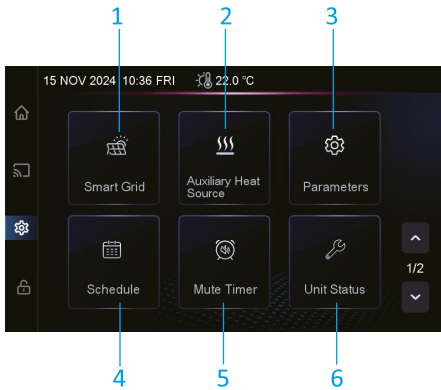 1 2 3
15 NOV 2024 10:36 FRI 22.0 °C
Smart Grid
Auxiliary Heat
Source
Parameters
1/2
Schedule
Mute Timer
Unit Status
4 5 6